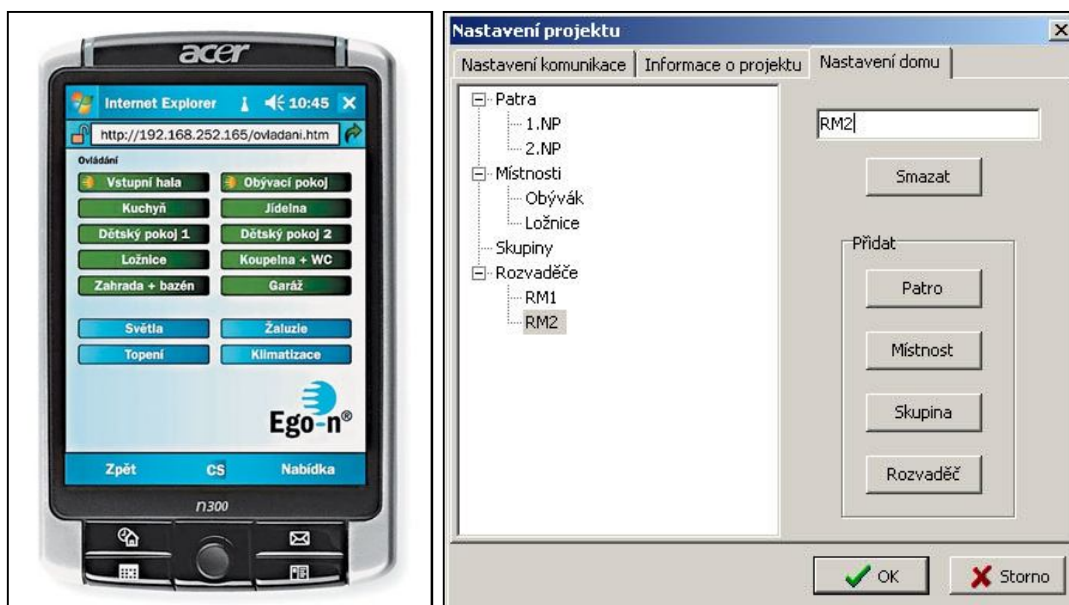 acer
Internet Explorer 10:45
http://192.168.252.165/ovladani.htm
Ovládání
Vstupní hala Obývací pokoj
Kuchyň Jídelna
Dětský pokoj 1 Dětský pokoj 2
Ložnice Koupelna + WC
Zahrada + bazén Garáž
Světla Žaluzie
Topení Klimatizace
Ego-n®
Zpět CS Nabídka
n300
Nastavení projektu
Nastavení komunikace Informace o projektu Nastavení domu
Patra
1.NP
2.NP
Místnosti
Obývák
Ložnice
Skupiny
Rozvaděče
RM1
RM2
RM2
Smazat
Přidat
Patro
Místnost
Skupina
Rozvaděč
OK Storno